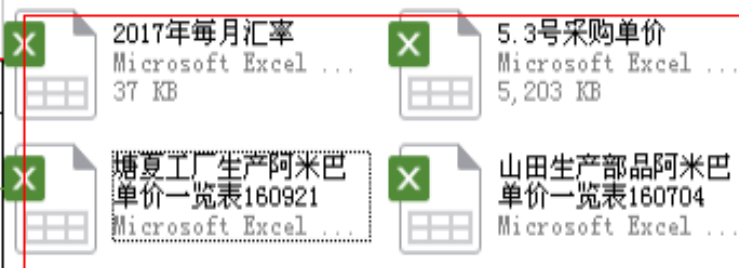 2017年每月汇率
Microsoft Excel ...
37 KB
5.3号采购单价
Microsoft Excel ...
5,203 KB
塘夏工厂生产阿米巴
单价一览表160921
Microsoft Excel ...
山田生产部品阿米巴
单价一览表160704
Microsoft Excel ...